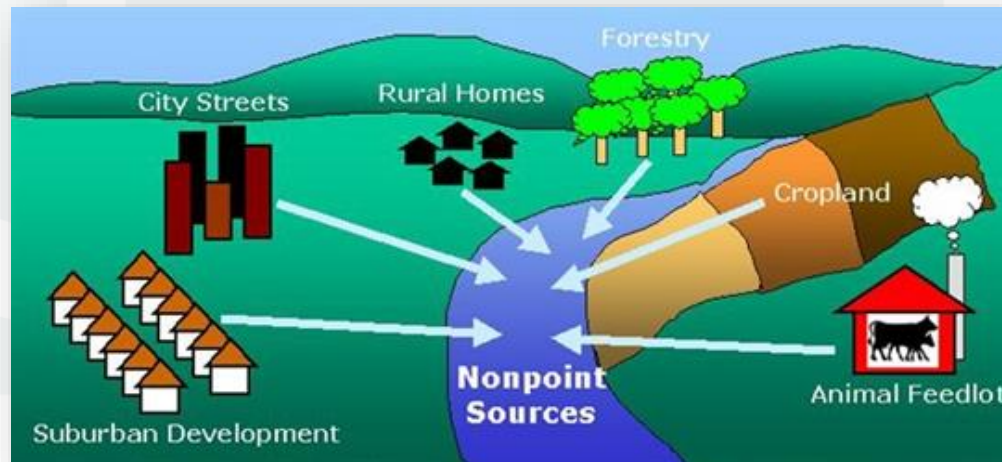 Forestry
City Streets
Rural Homes
Cropland
Nonpoint
Sources
Animal Feedlot
Suburban Development